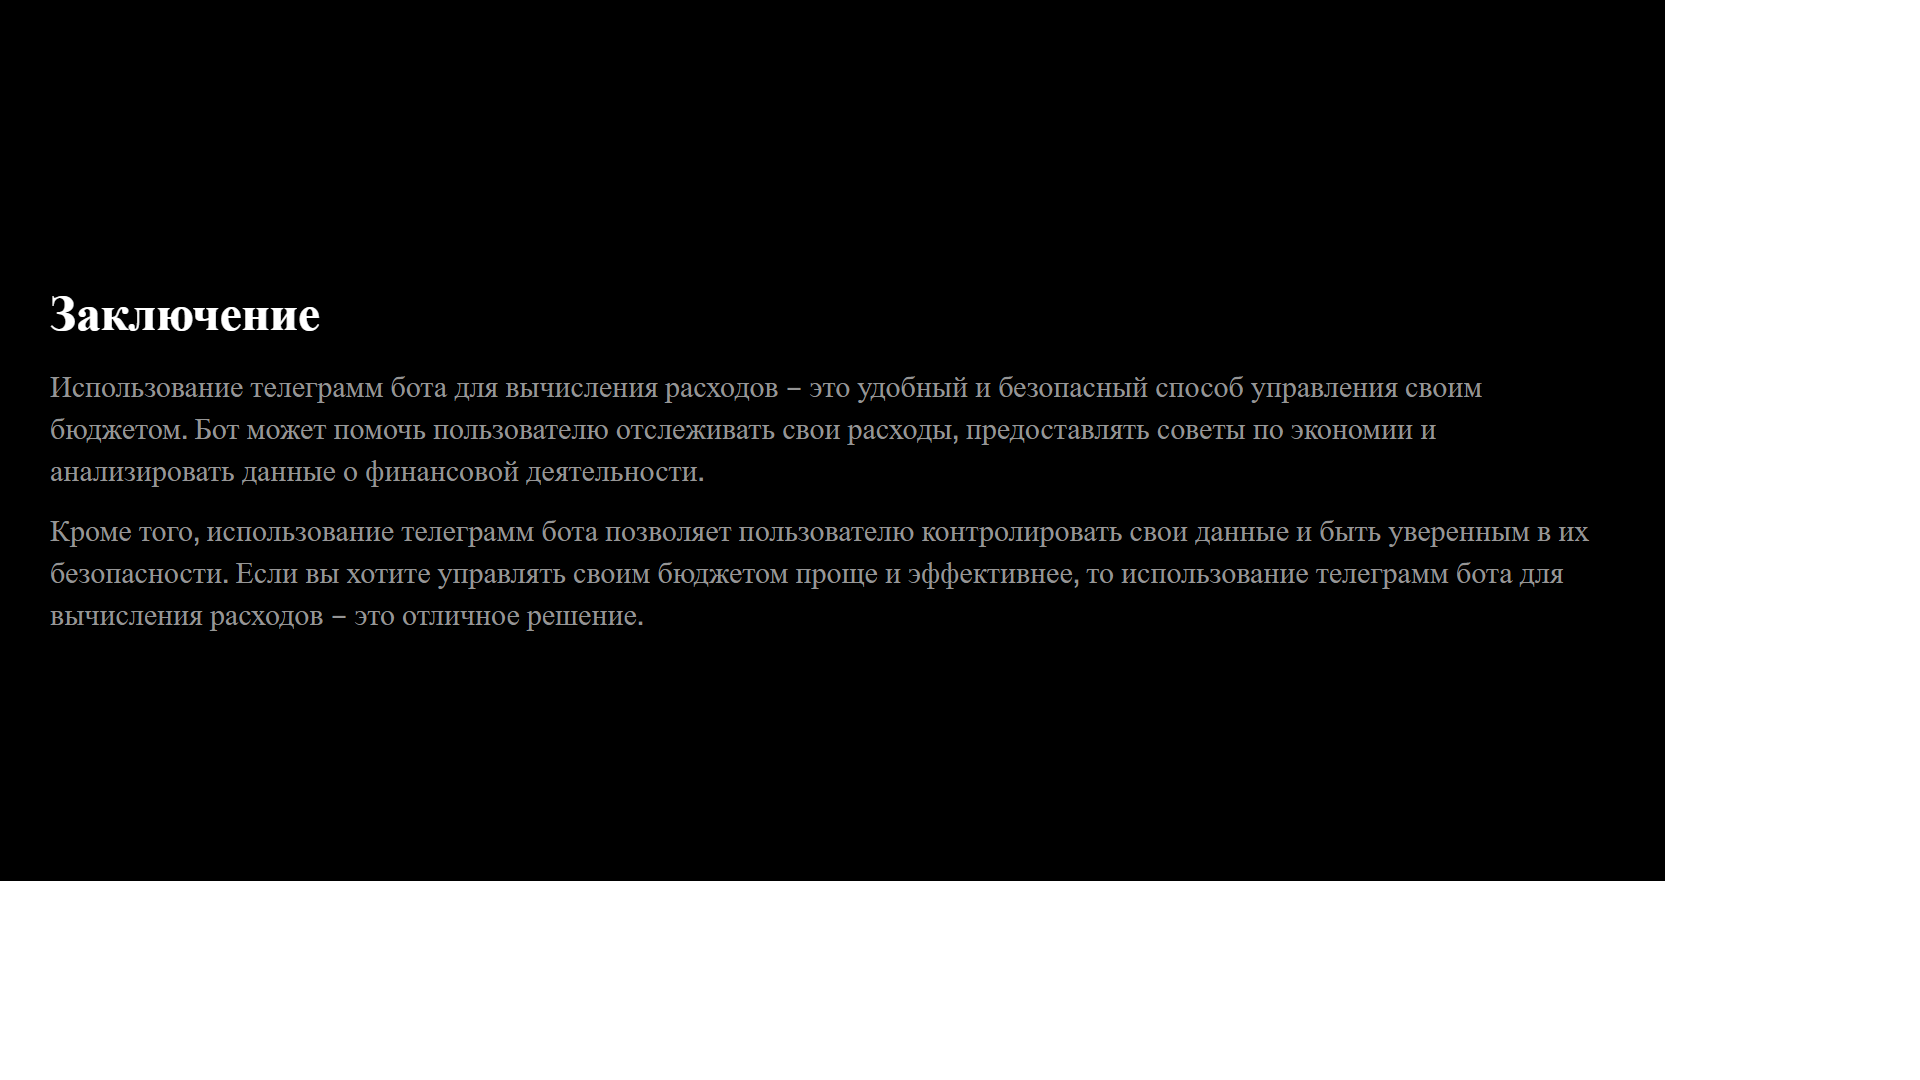 Заключение
Использование телеграмм бота для вычисления расходов – это удобный и безопасный способ управления своим
бюджетом. Бот может помочь пользователю отслеживать свои расходы, предоставлять советы по экономии и
анализировать данные о финансовой деятельности.
Кроме того, использование телеграмм бота позволяет пользователю контролировать свои данные и быть уверенным в их
безопасности. Если вы хотите управлять своим бюджетом проще и эффективнее, то использование телеграмм бота для
вычисления расходов – это отличное решение.